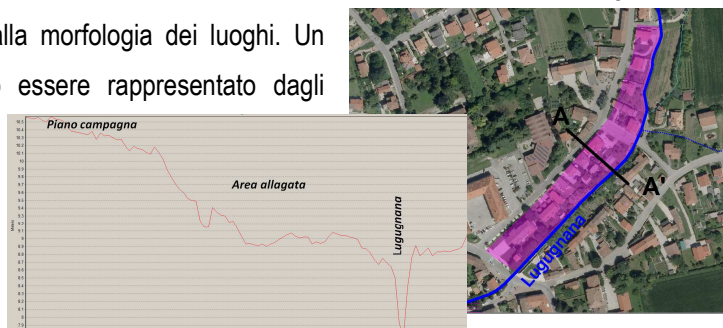 alla morfologia dei luoghi. Un
essere rappresentato dagli
Piano campagna
Area allagata
Lugugnana
A
A'
Lugugnana